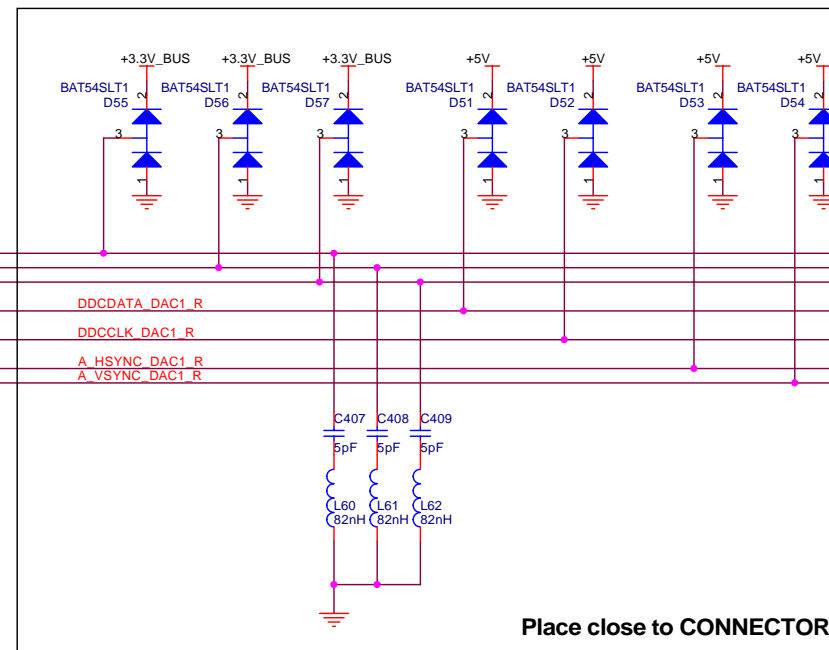 +3.3V_BUS +3.3V_BUS +3.3V_BUS +5V +5V +5V +5V
BAT54SLT1 BAT54SLT1 BAT54SLT1 BAT54SLT1 BAT54SLT1 BAT54SLT1 BAT54SLT1
D55 D56 D57 D51 D52 D53 D54
2 2 2 2 2 2 2
3 3 3 3 3 3 3
1 1 1 1 1 1 1
DDCDATA_DAC1_R
DDCCLK_DAC1_R
A_HSYNC_DAC1_R
A_VSYNC_DAC1_R
C407 C408 C409
5pF 5pF 5pF
L60 L61 L62
82nH 82nH 82nH
Place close to CONNECTOR